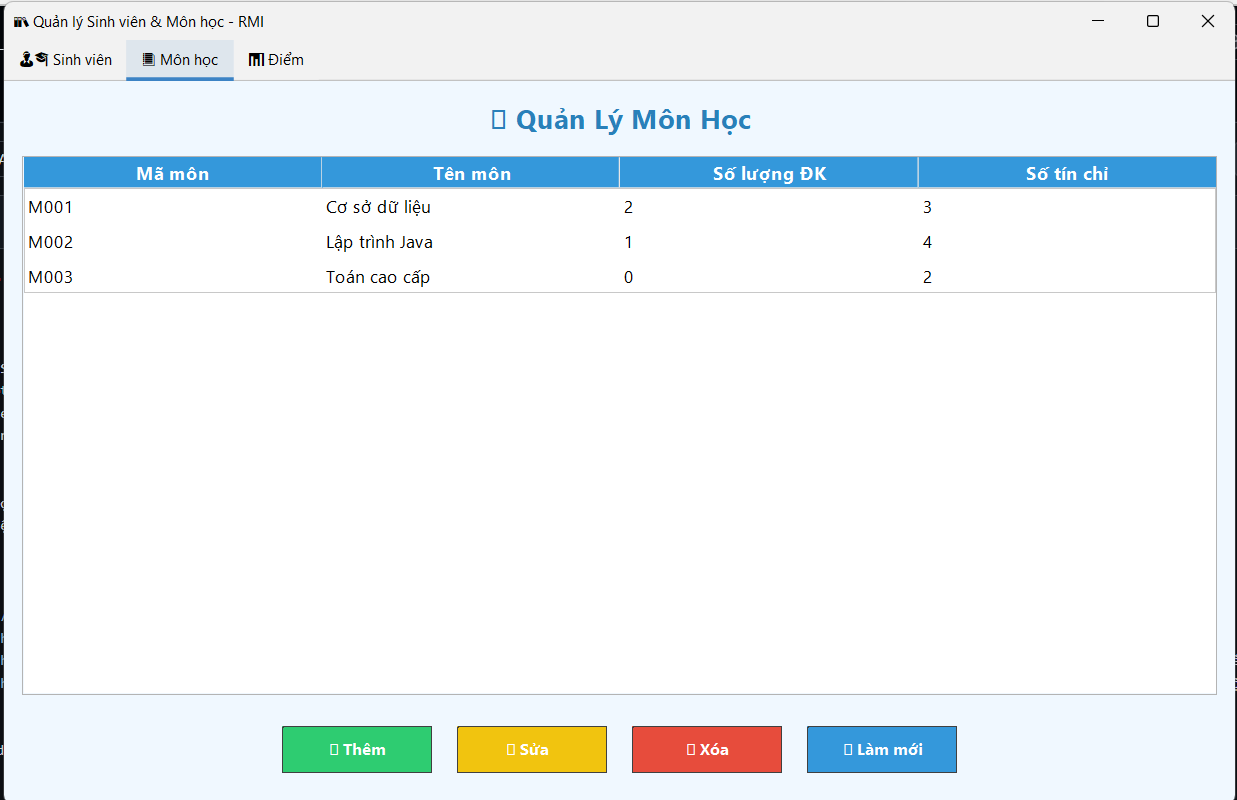 Quản lý Sinh viên & Môn học - RMI
Sinh viên Môn học Điểm
Quản Lý Môn Học
Mã môn Tên môn Số lượng ĐK Số tín chỉ
M001 Cơ sở dữ liệu 2 3
M002 Lập trình Java 1 4
M003 Toán cao cấp 0 2
Thêm Sửa Xóa Làm mới